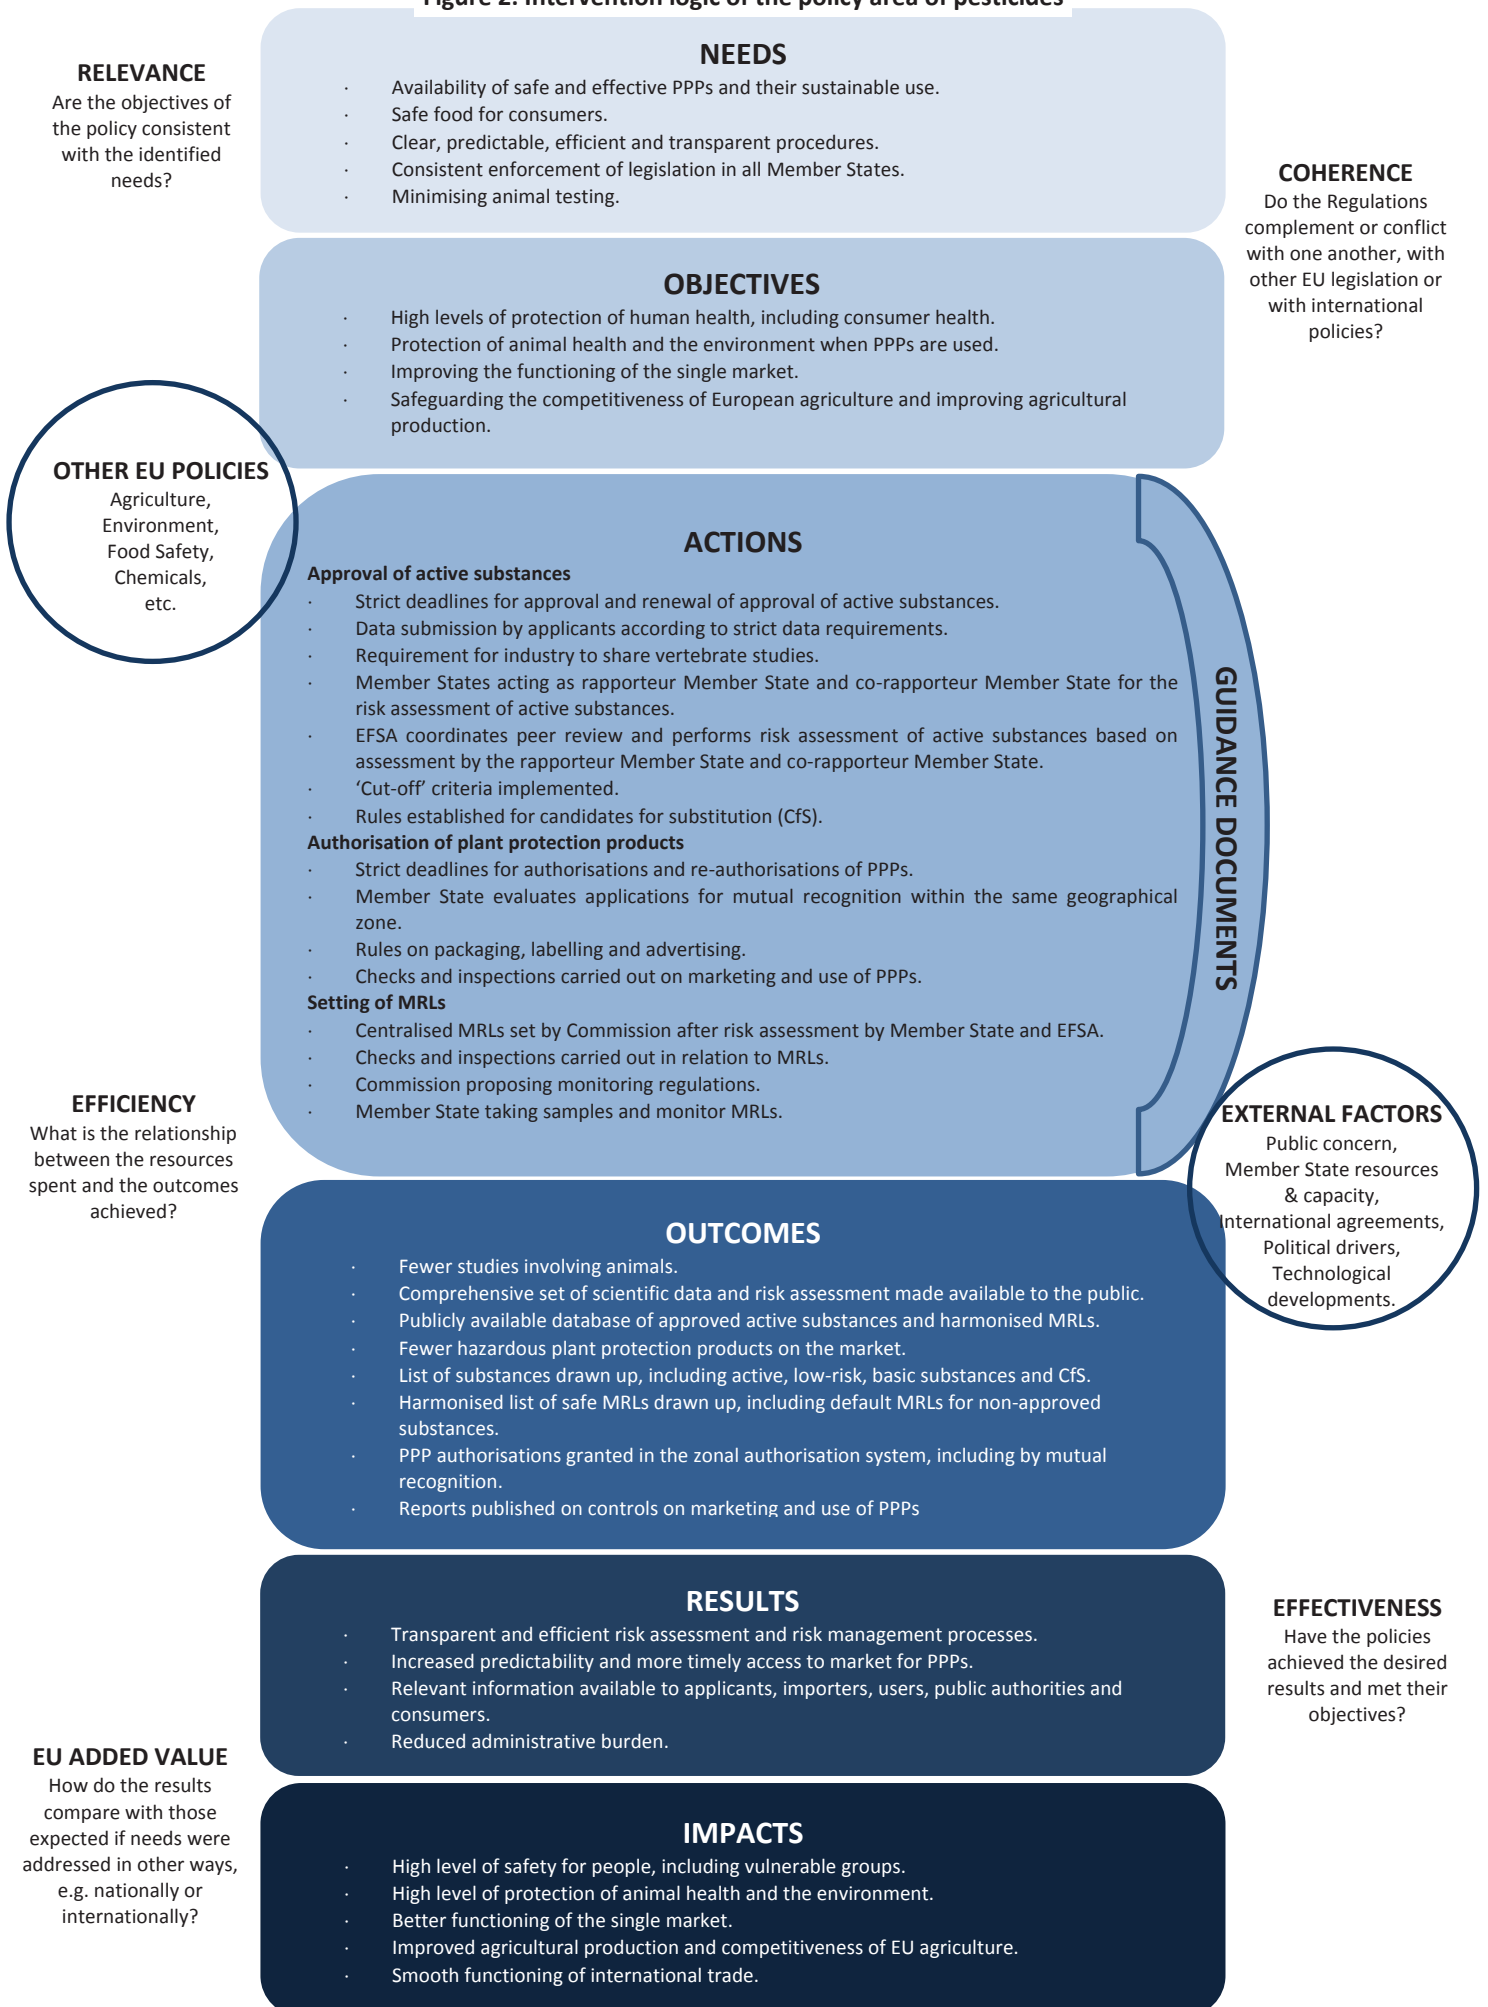 Figure 2: Intervention logic of the policy area of pesticides
NEEDS
· Availability of safe and effective PPPs and their sustainable use.
· Safe food for consumers.
· Clear, predictable, efficient and transparent procedures.
· Consistent enforcement of legislation in all Member States.
· Minimising animal testing.
RELEVANCE
Are the objectives of
the policy consistent
with the identified
needs?
COHERENCE
Do the Regulations
complement or conflict
with one another, with
other EU legislation or
with international
policies?
OBJECTIVES
· High levels of protection of human health, including consumer health.
· Protection of animal health and the environment when PPPs are used.
· Improving the functioning of the single market.
· Safeguarding the competitiveness of European agriculture and improving agricultural
production.
OTHER EU POLICIES
Agriculture,
Environment,
Food Safety,
Chemicals,
etc.
ACTIONS
Approval of active substances
· Strict deadlines for approval and renewal of approval of active substances.
· Data submission by applicants according to strict data requirements.
· Requirement for industry to share vertebrate studies.
· Member States acting as rapporteur Member State and co-rapporteur Member State for the
risk assessment of active substances.
· EFSA coordinates peer review and performs risk assessment of active substances based on
assessment by the rapporteur Member State and co-rapporteur Member State.
· ‘Cut-off’ criteria implemented.
· Rules established for candidates for substitution (CfS).
Authorisation of plant protection products
· Strict deadlines for authorisations and re-authorisations of PPPs.
· Member State evaluates applications for mutual recognition within the same geographical
zone.
· Rules on packaging, labelling and advertising.
· Checks and inspections carried out on marketing and use of PPPs.
Setting of MRLs
· Centralised MRLs set by Commission after risk assessment by Member State and EFSA.
· Checks and inspections carried out in relation to MRLs.
· Commission proposing monitoring regulations.
· Member State taking samples and monitor MRLs.
GUIDANCE DOCUMENTS
EFFICIENCY
What is the relationship
between the resources
spent and the outcomes
achieved?
EXTERNAL FACTORS
Public concern,
Member State resources
& capacity,
International agreements,
Political drivers,
Technological
developments.
OUTCOMES
· Fewer studies involving animals.
· Comprehensive set of scientific data and risk assessment made available to the public.
· Publicly available database of approved active substances and harmonised MRLs.
· Fewer hazardous plant protection products on the market.
· List of substances drawn up, including active, low-risk, basic substances and CfS.
· Harmonised list of safe MRLs drawn up, including default MRLs for non-approved
substances.
· PPP authorisations granted in the zonal authorisation system, including by mutual
recognition.
· Reports published on controls on marketing and use of PPPs
RESULTS
· Transparent and efficient risk assessment and risk management processes.
· Increased predictability and more timely access to market for PPPs.
· Relevant information available to applicants, importers, users, public authorities and
consumers.
· Reduced administrative burden.
EFFECTIVENESS
Have the policies
achieved the desired
results and met their
objectives?
EU ADDED VALUE
How do the results
compare with those
expected if needs were
addressed in other ways,
e.g. nationally or
internationally?
IMPACTS
· High level of safety for people, including vulnerable groups.
· High level of protection of animal health and the environment.
· Better functioning of the single market.
· Improved agricultural production and competitiveness of EU agriculture.
· Smooth functioning of international trade.